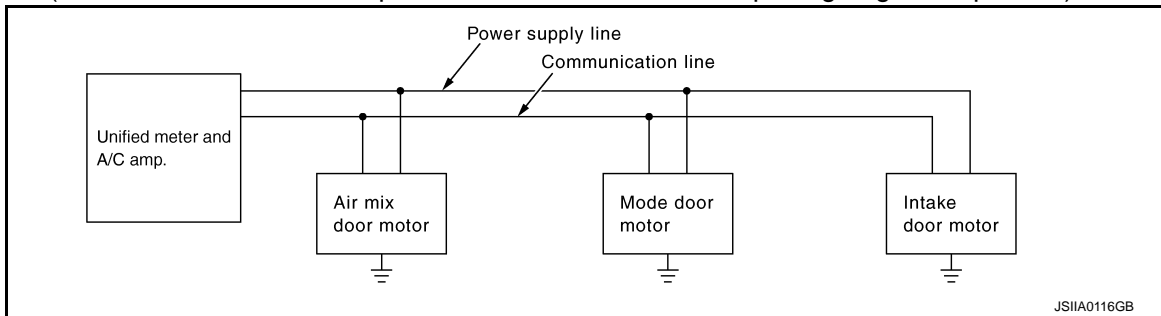 Power supply line
Communication line
Unified meter and
A/C amp.
Air mix
door motor
Mode door
motor
Intake
door motor
JSIIA0116GB